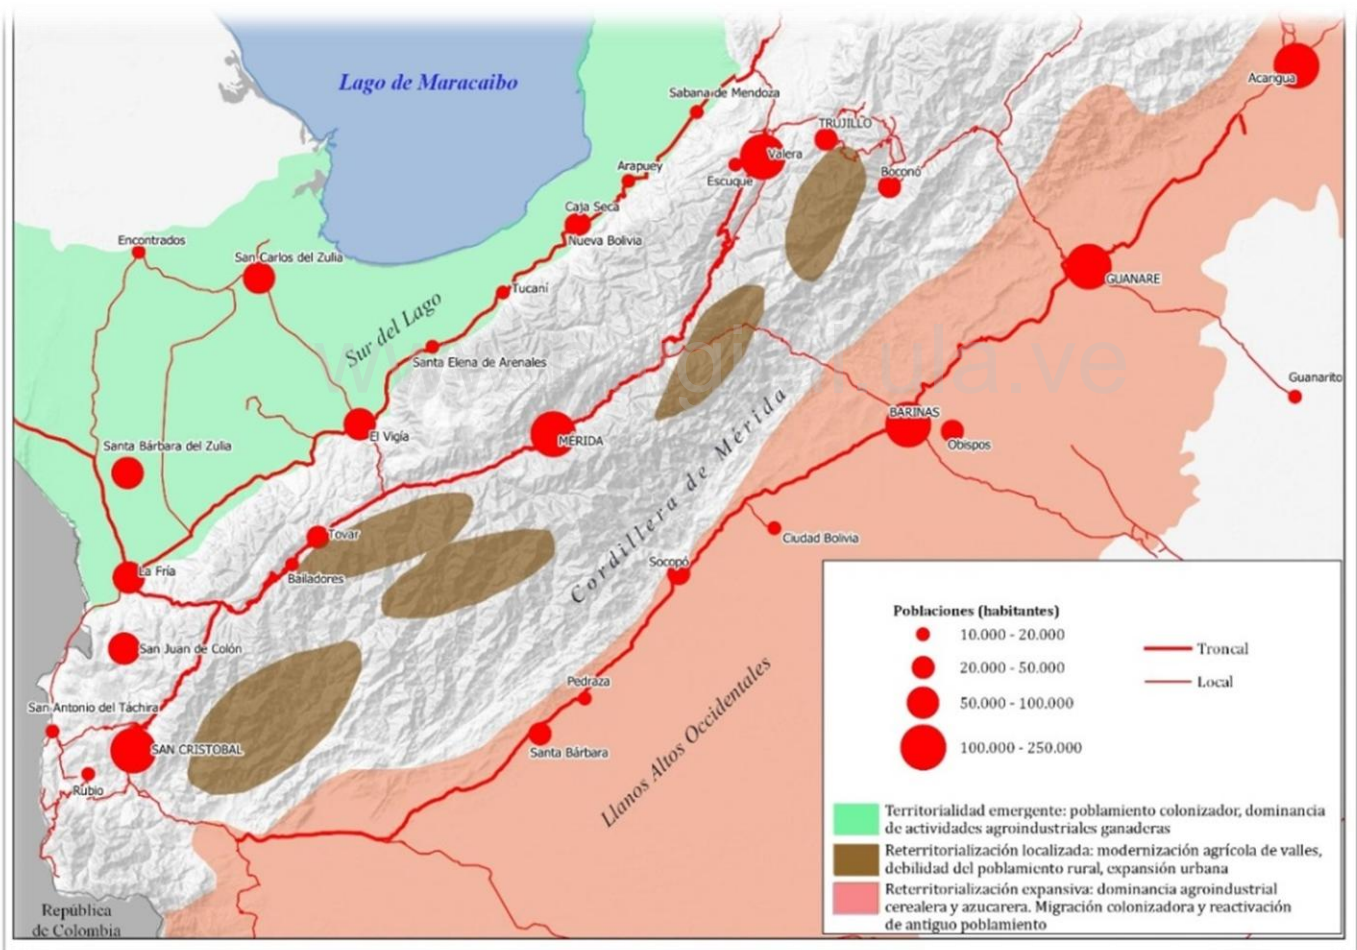 Lago de Maracaibo
Acarigua
Sabana de Mendoza
TRUJILLO
Valera
Arapuey
Escuque
Boconó
Caja Seca
Nueva Bolivia
Encontrados
San Carlos del Zulia
GUANARE
Tucaní
Sur del Lago
Santa Elena de Arenales
Guanarito
El Vigía
MÉRIDA
BARINAS
Obispos
Santa Bárbara del Zulia
Cordillera de Mérida
Tovar
Ciudad Bolivia
La Fría
Bailadores
Socopó
San Juan de Colón
Pedraza
San Antonio del Táchira
SAN CRISTOBAL
Santa Bárbara
Rubio
Llanos Altos Occidentales
República
de Colombia
Poblaciones (habitantes)
10.000 - 20.000
20.000 - 50.000
50.000 - 100.000
100.000 - 250.000
Troncal
Local
Territorialidad emergente: poblamiento colonizador, dominancia
de actividades agroindustriales ganaderas
Reterritorialización localizada: modernización agrícola de valles,
debilidad del poblamiento rural, expansión urbana
Reterritorialización expansiva: dominancia agroindustrial
cerealera y azucarera. Migración colonizadora y reactivación
de antiguo poblamiento